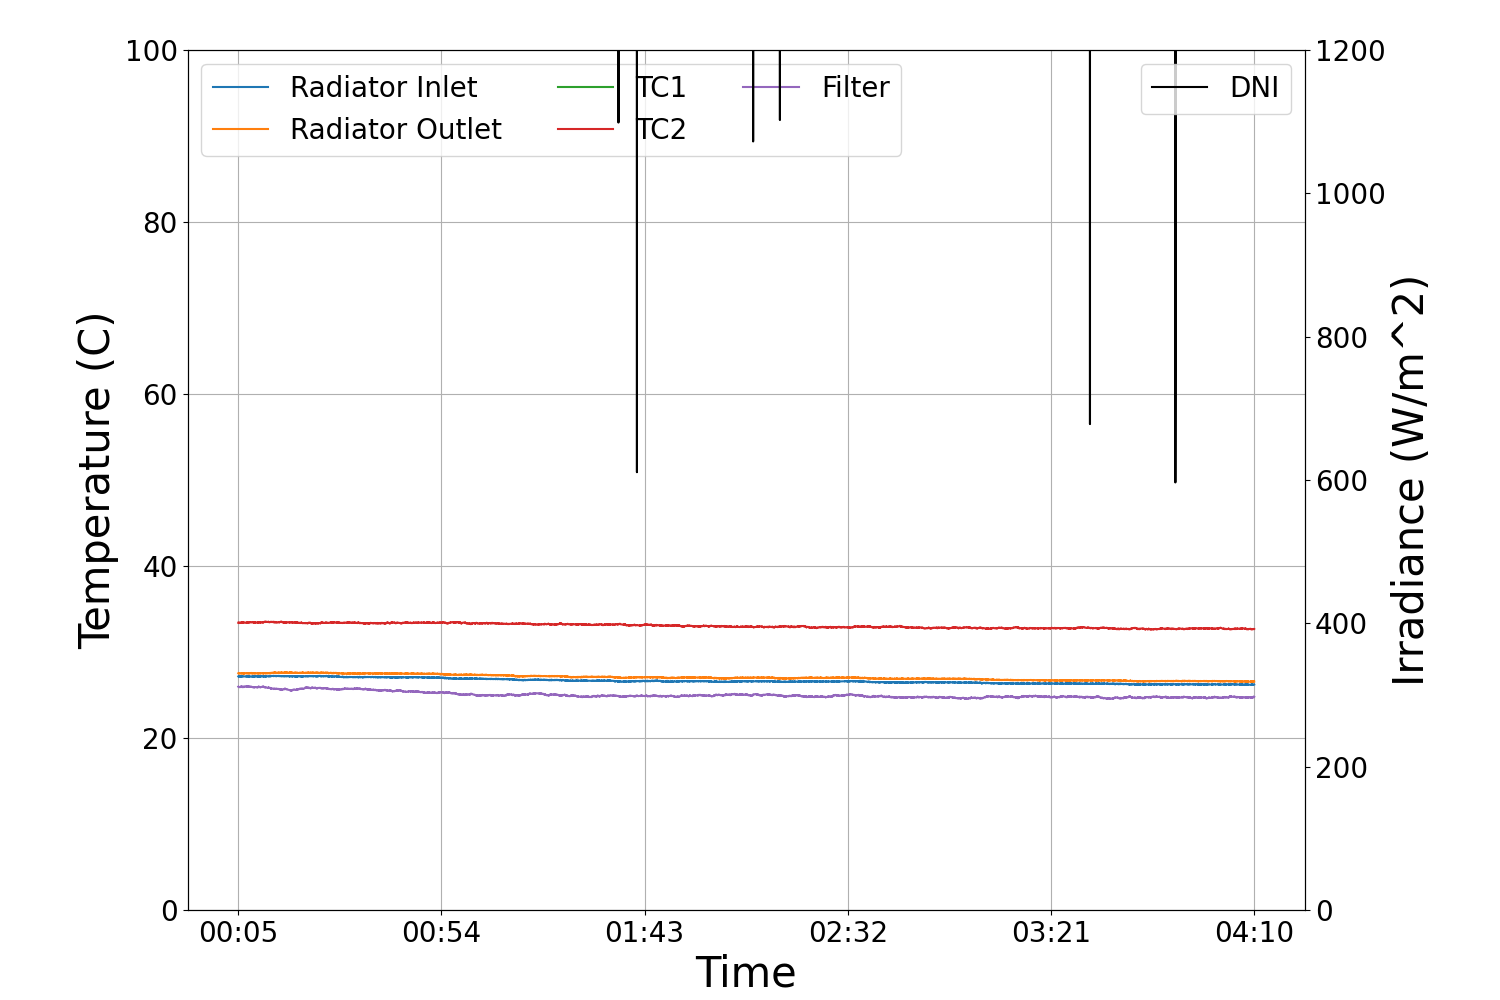 100
80
60
40
20
0
Temperature (C)
Radiator Inlet
Radiator Outlet
TC1
TC2
Filter
DNI
1200
1000
800
600
400
200
0
Irradiance (W/m^2)
00:05 00:54 01:43 02:32 03:21 04:10
Time